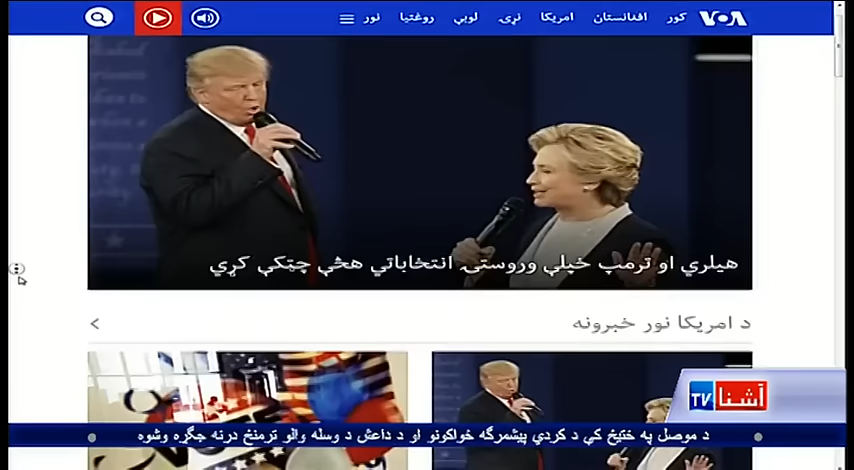 VOA کور افغانستان امریکا نړۍ لوبې روغتیا نور
هیلري او ټرمپ خپلې وروستۍ انتخاباتي هڅې چټکې کړي
د امریکا نور خبرونه
TV آشنا
د موصل په ختیځ کې د کردي پیشمرګه ځواکونو او د داعش د وسله والو ترمنځ درنه جګړه وشوه